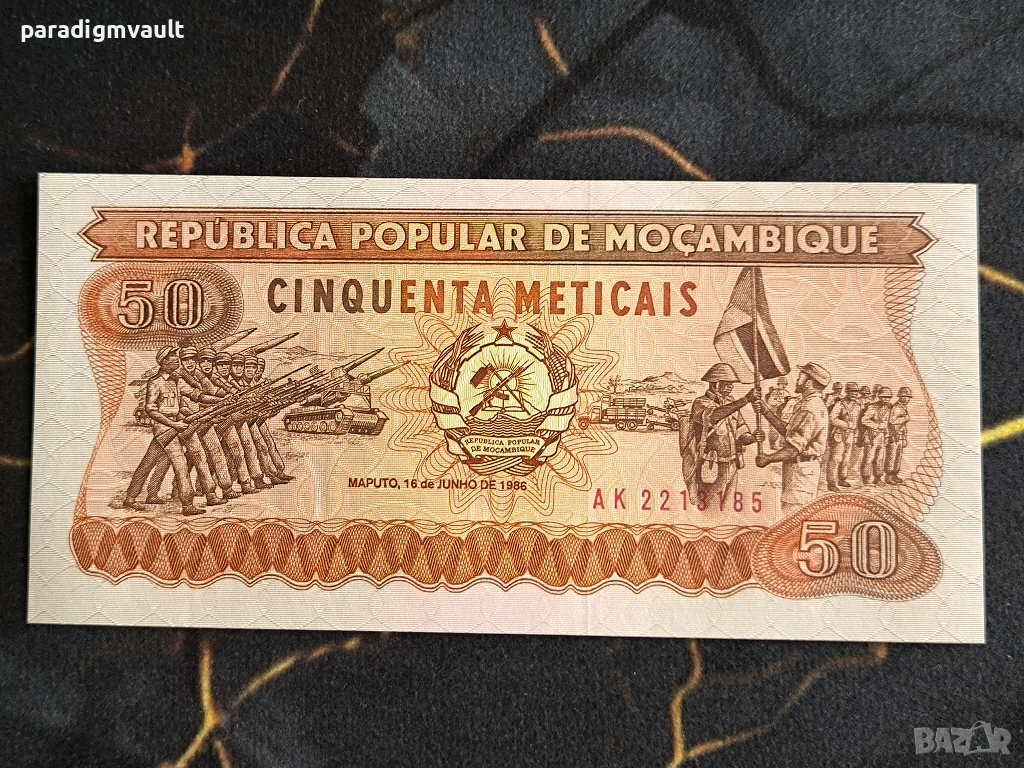 paradigmvault
REPÚBLICA POPULAR DE MOÇAMBIQUE
50
CINQUENTA METICAIS
REPÚBLICA POPULAR
DE MOÇAMBIQUE
MAPUTO, 16 de JUNHO DE 1986
AK 2213185
50
BAZAR